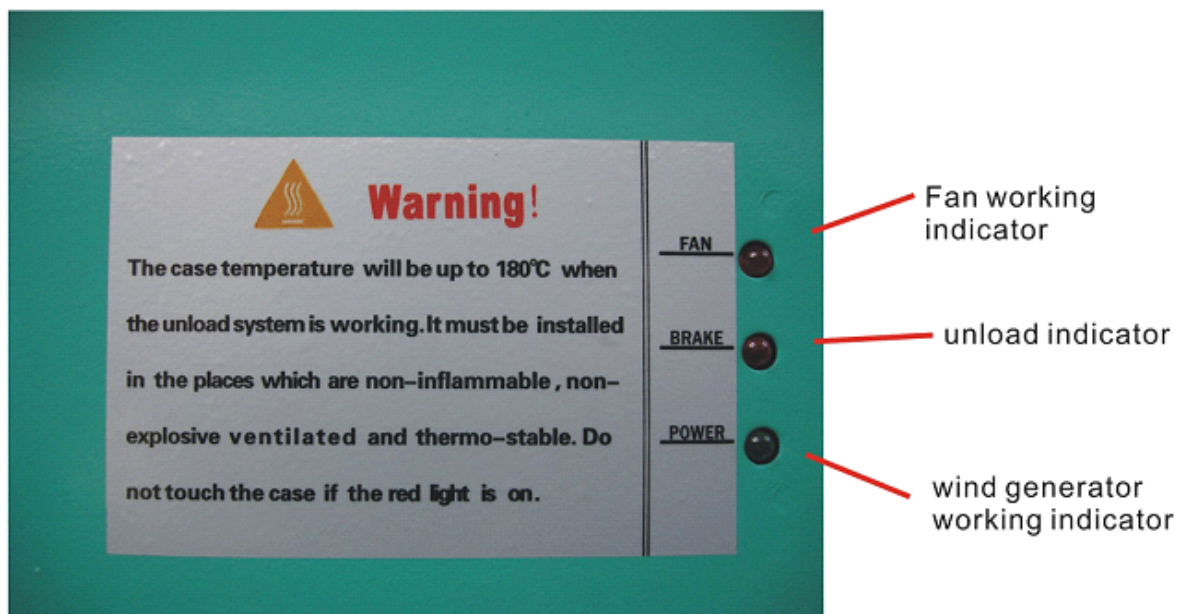 Warning!
The case temperature will be up to 180℃ when
the unload system is working.It must be installed
in the places which are non-inflammable, non-
explosive ventilated and thermo-stable. Do
not touch the case if the red light is on.
FAN
BRAKE
POWER
Fan working
indicator
unload indicator
wind generator
working indicator